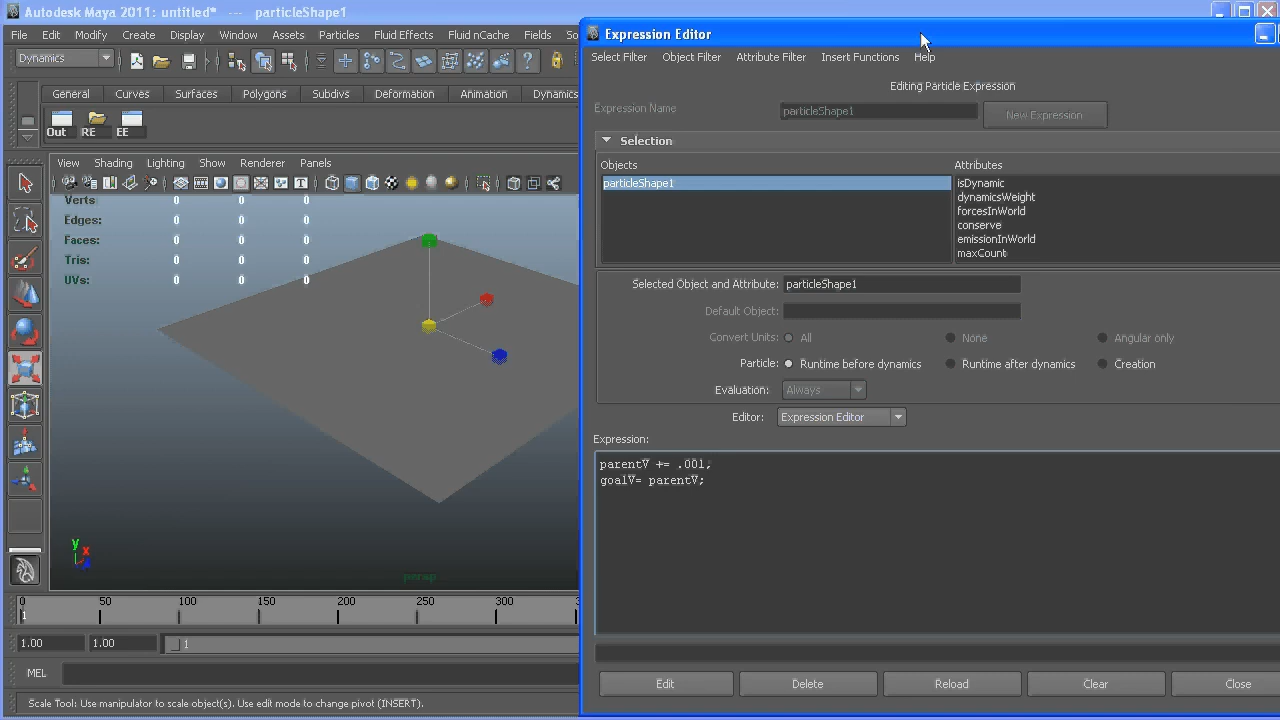 Autodesk Maya 2011: untitled* --- particleShape1
File Edit Modify Create Display Window Assets Particles Fluid Effects Fluid nCache Fields So
Dynamics
General Curves Surfaces Polygons Subdivs Deformation Animation Dynamics
Out RE EE
View Shading Lighting Show Renderer Panels
Verts 0 0 0
Edges: 0 0 0
Faces: 0 0 0
Tris: 0 0 0
UVs: 0 0 0
y x
persp
0 50 100 150 200 250 300
1
1.00 1.00 1
MEL
Scale Tool: Use manipulator to scale object(s). Use edit mode to change pivot (INSERT).
Expression Editor
Select Filter Object Filter Attribute Filter Insert Functions Help
Editing Particle Expression
Expression Name particleShape1 New Expression
Selection
Objects Attributes
particleShape1 isDynamic
dynamicsWeight
forcesInWorld
conserve
emissionInWorld
maxCount
Selected Object and Attribute: particleShape1
Default Object:
Convert Units: All None Angular only
Particle: Runtime before dynamics Runtime after dynamics Creation
Evaluation: Always
Editor: Expression Editor
Expression:
parentV += .001;
goalV= parentV;
Edit Delete Reload Clear Close